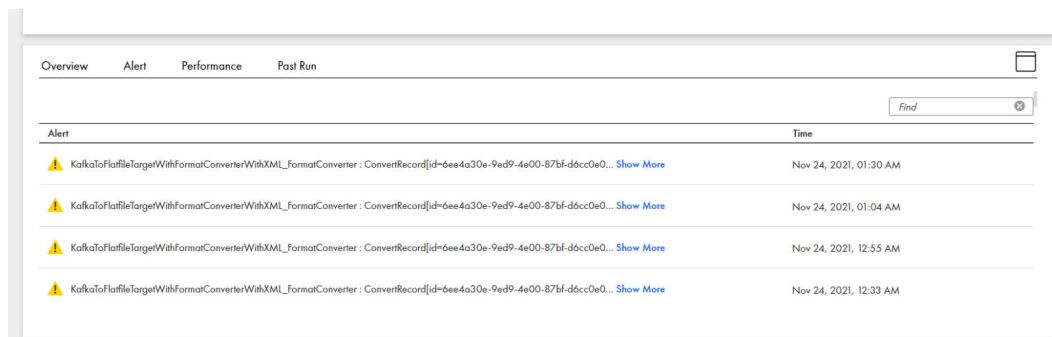 Overview Alert Performance Past Run
Find
Alert Time
KafkaToFlatfileTargetWithFormatConverterWithXML_FormatConverter : ConvertRecord[id=6ee4a30e-9ed9-4e00-87bf-d6cc0e0... Show More Nov 24, 2021, 01:30 AM
KafkaToFlatfileTargetWithFormatConverterWithXML_FormatConverter : ConvertRecord[id=6ee4a30e-9ed9-4e00-87bf-d6cc0e0... Show More Nov 24, 2021, 01:04 AM
KafkaToFlatfileTargetWithFormatConverterWithXML_FormatConverter : ConvertRecord[id=6ee4a30e-9ed9-4e00-87bf-d6cc0e0... Show More Nov 24, 2021, 12:55 AM
KafkaToFlatfileTargetWithFormatConverterWithXML_FormatConverter : ConvertRecord[id=6ee4a30e-9ed9-4e00-87bf-d6cc0e0... Show More Nov 24, 2021, 12:33 AM